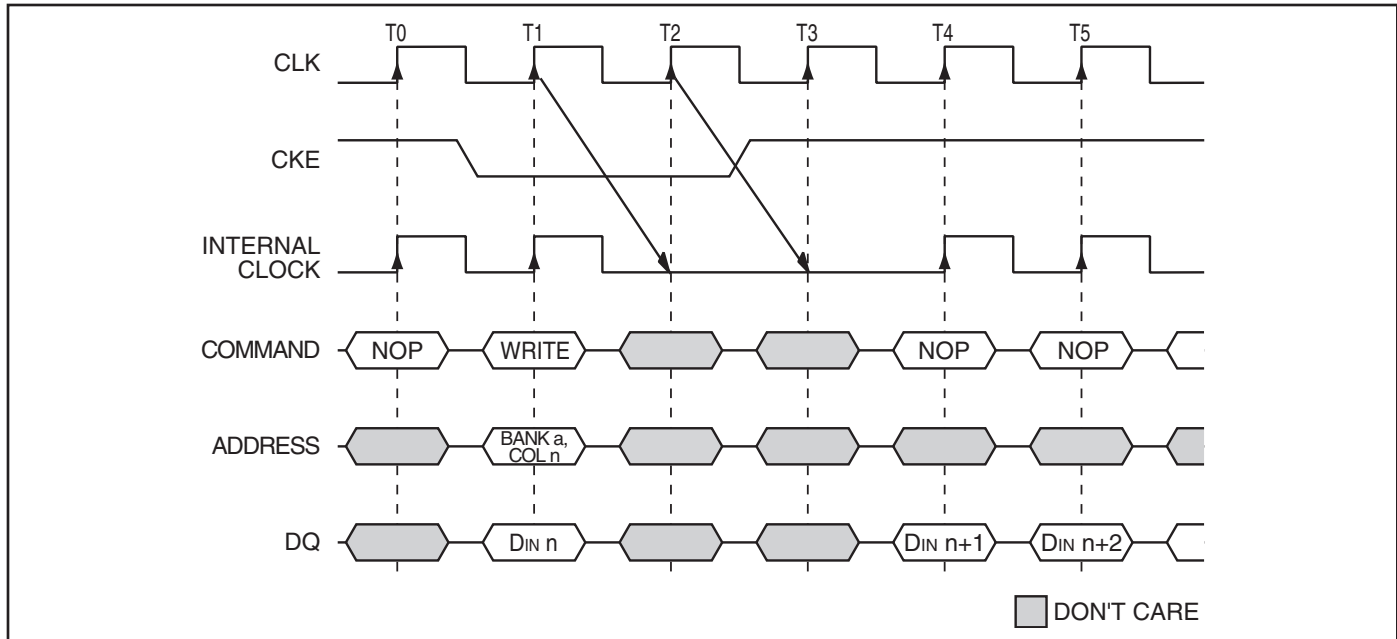 T0 T1 T2 T3 T4 T5
CLK
CKE
INTERNAL
CLOCK
COMMAND NOP WRITE NOP NOP
ADDRESS BANK a,
COL n
DQ DIN n DIN n+1 DIN n+2
DON'T CARE